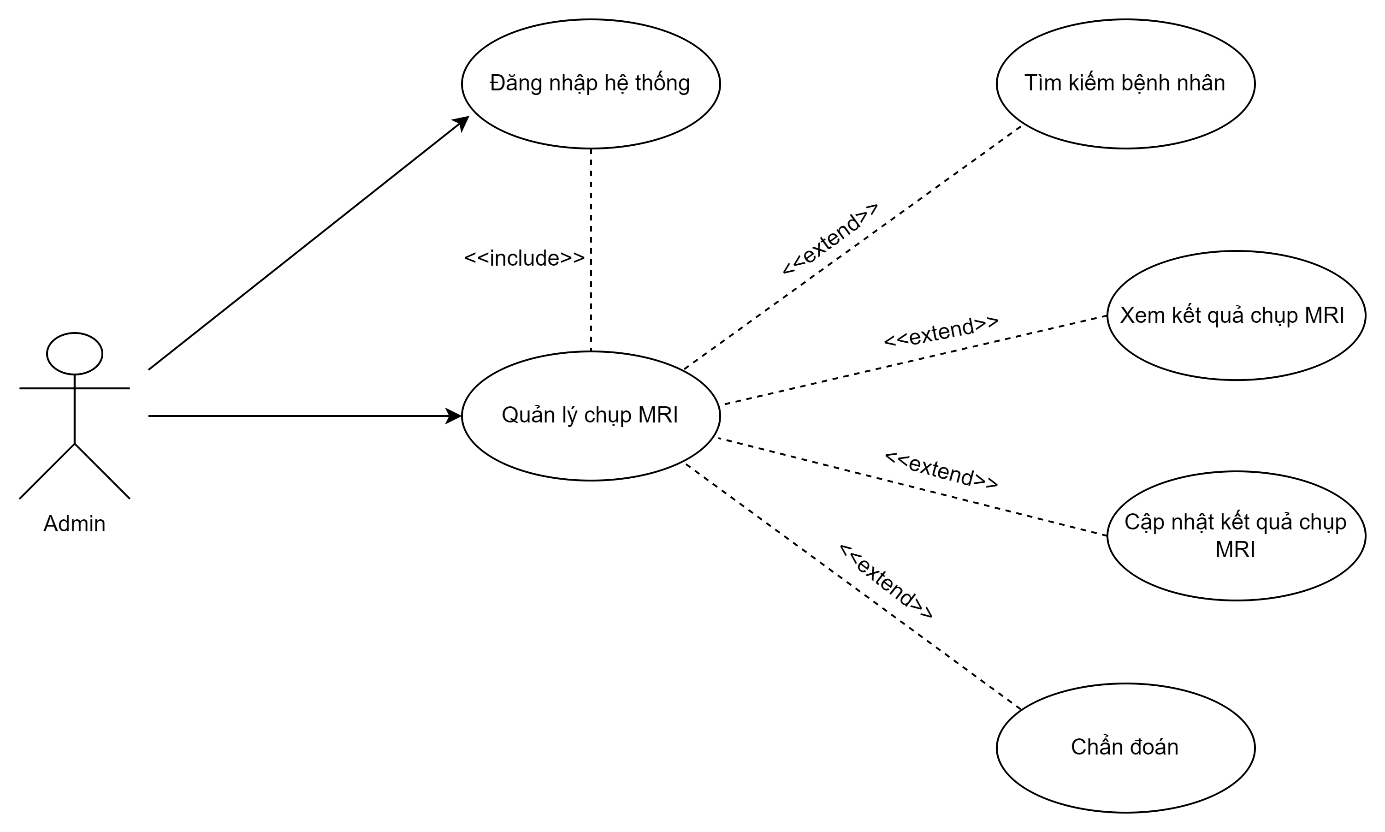 Đăng nhập hệ thống
Tìm kiếm bệnh nhân
<<include>>
<<extend>>
Xem kết quả chụp MRI
<<extend>>
Quản lý chụp MRI
Admin
<<extend>>
Cập nhật kết quả chụp
MRI
<<extend>>
Chẩn đoán